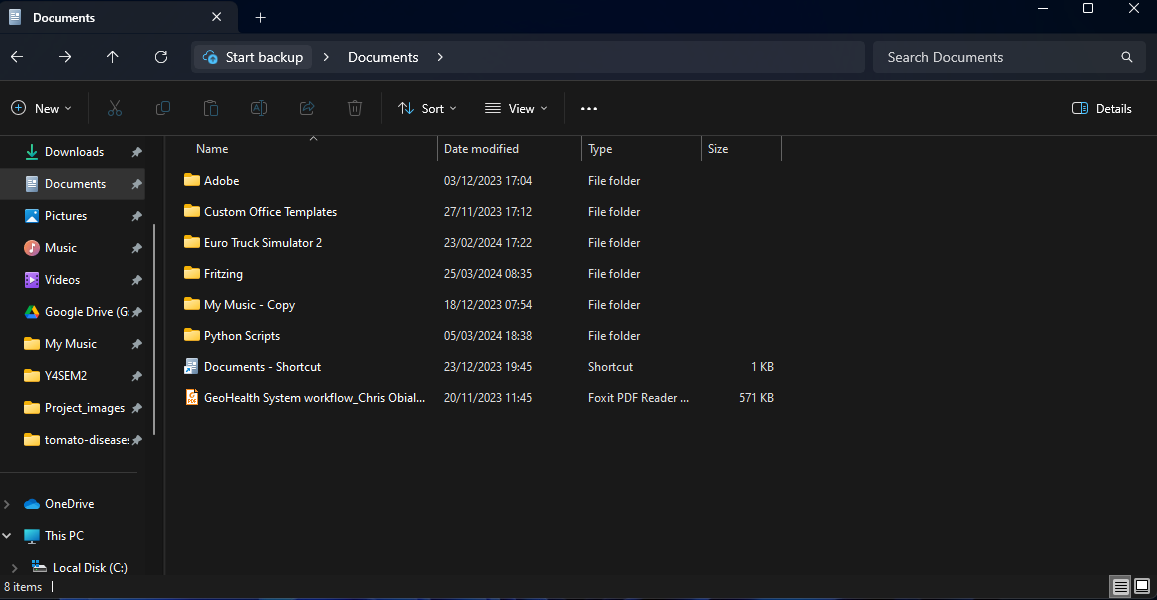 Documents
Start backup > Documents >
Search Documents
New
Sort
View
Details
Downloads
Documents
Pictures
Music
Videos
Google Drive (G:
My Music
Y4SEM2
Project_images
tomato-diseases
OneDrive
This PC
Local Disk (C:)
Name Date modified Type Size
Adobe 03/12/2023 17:04 File folder
Custom Office Templates 27/11/2023 17:12 File folder
Euro Truck Simulator 2 23/02/2024 17:22 File folder
Fritzing 25/03/2024 08:35 File folder
My Music - Copy 18/12/2023 07:54 File folder
Python Scripts 05/03/2024 18:38 File folder
Documents - Shortcut 23/12/2023 19:45 Shortcut 1 KB
GeoHealth System workflow_Chris Obial... 20/11/2023 11:45 Foxit PDF Reader ... 571 KB
8 items